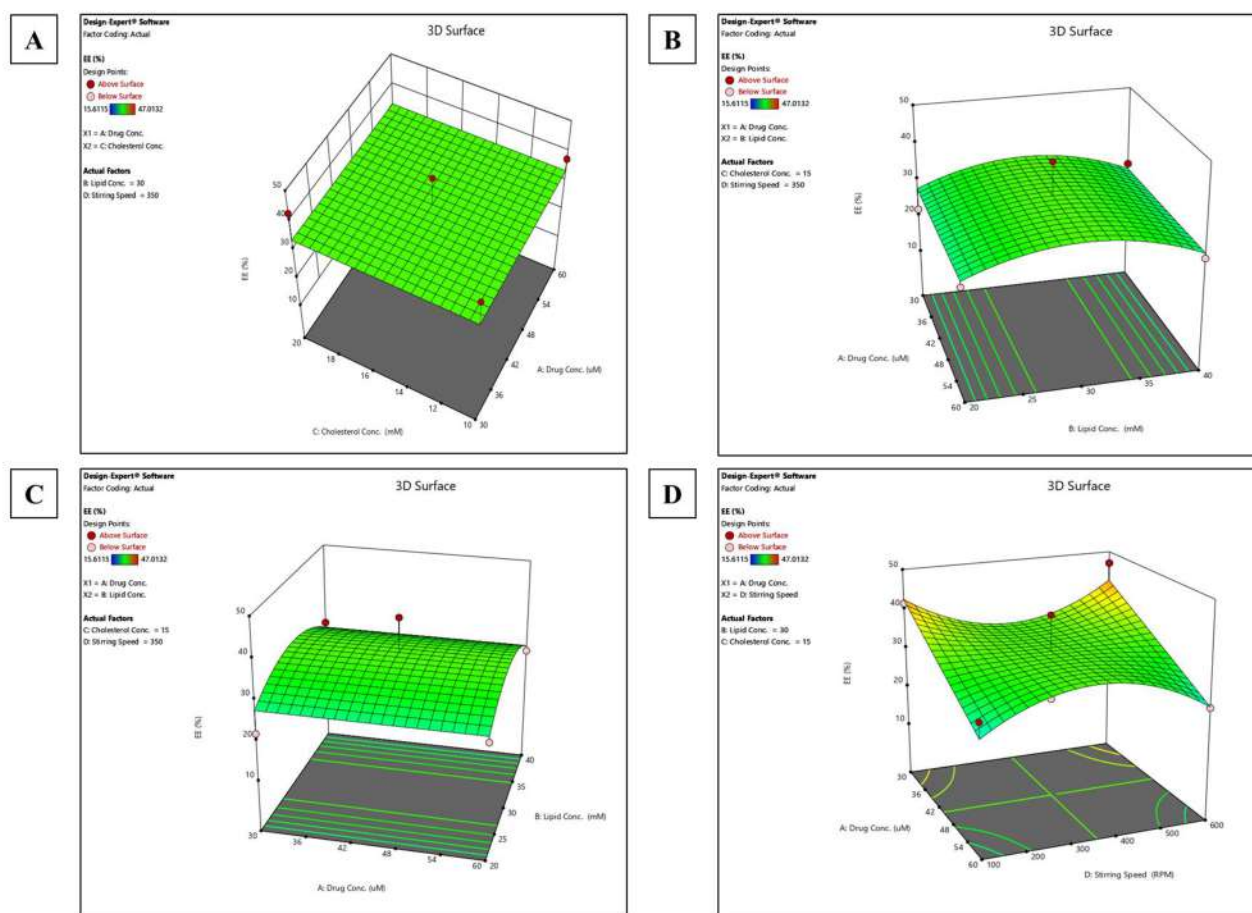 A
Design-Expert® Software
Factor Coding: Actual
3D Surface
EE (%)
Design Points:
Above Surface
Below Surface
15.6115 47.0132
X1 = A: Drug Conc.
X2 = C: Cholesterol Conc.
Actual Factors
B: Lipid Conc. = 30
D: Stirring Speed = 350
50
40
30
20
10
EE (%)
20
18
16
14
12
10
C: Cholesterol Conc. (mM)
30
36
42
48
54
60
A: Drug Conc. (uM)
B
Design-Expert® Software
Factor Coding: Actual
3D Surface
EE (%)
Design Points:
Above Surface
Below Surface
15.6115 47.0132
X1 = A: Drug Conc.
X2 = B: Lipid Conc.
Actual Factors
C: Cholesterol Conc. = 15
D: Stirring Speed = 350
50
40
30
20
10
EE (%)
30
36
42
48
54
60
A: Drug Conc. (uM)
20
25
30
35
40
B: Lipid Conc. (mM)
C
Design-Expert® Software
Factor Coding: Actual
3D Surface
EE (%)
Design Points:
Above Surface
Below Surface
15.6115 47.0132
X1 = A: Drug Conc.
X2 = B: Lipid Conc.
Actual Factors
C: Cholesterol Conc. = 15
D: Stirring Speed = 350
50
40
30
20
10
EE (%)
30
36
42
48
54
60
A: Drug Conc. (uM)
20
25
30
35
40
B: Lipid Conc. (mM)
D
Design-Expert® Software
Factor Coding: Actual
3D Surface
EE (%)
Design Points:
Above Surface
Below Surface
15.6115 47.0132
X1 = A: Drug Conc.
X2 = D: Stirring Speed
Actual Factors
B: Lipid Conc. = 30
C: Cholesterol Conc. = 15
50
40
30
20
10
EE (%)
30
36
42
48
54
60
A: Drug Conc. (uM)
100
200
300
400
500
600
D: Stirring Speed (RPM)